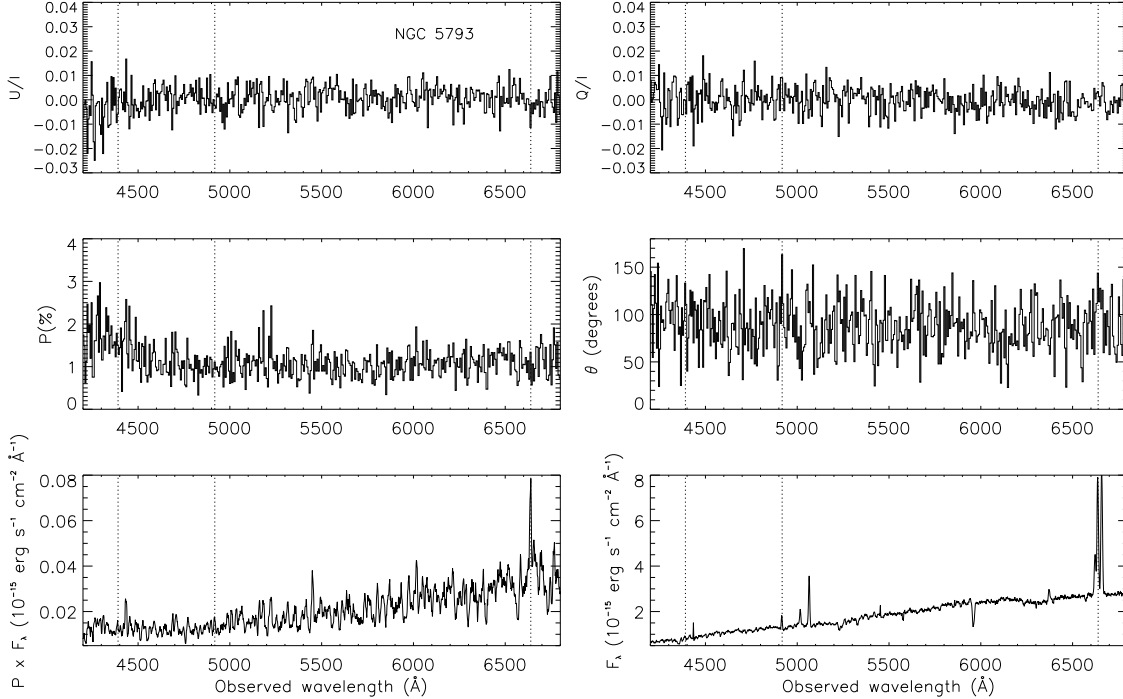 0.04
0.03
0.02
0.01
0.00
−0.01
−0.02
−0.03
U/I
NGC 5793
4500 5000 5500 6000 6500
0.04
0.03
0.02
0.01
0.00
−0.01
−0.02
−0.03
Q/I
4500 5000 5500 6000 6500
4
3
2
1
0
P(%)
4500 5000 5500 6000 6500
150
100
50
0
θ (degrees)
4500 5000 5500 6000 6500
0.08
0.06
0.04
0.02
P x Fλ (10⁻¹⁵ erg s⁻¹ cm⁻² Å⁻¹)
4500 5000 5500 6000 6500
Observed wavelength (Å)
8
6
4
2
Fλ (10⁻¹⁵ erg s⁻¹ cm⁻² Å⁻¹)
4500 5000 5500 6000 6500
Observed wavelength (Å)